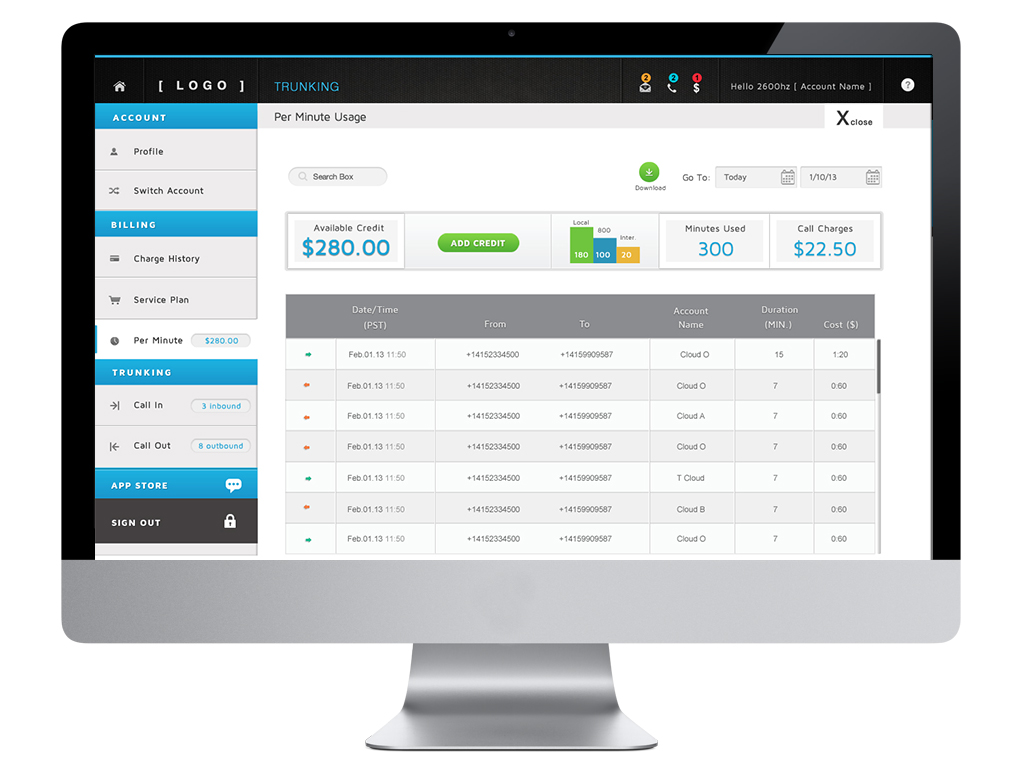 [ LOGO ]
TRUNKING
2
2
1
$
Hello 2600hz [ Account Name ]
?
ACCOUNT
Profile
Switch Account
BILLING
Charge History
Service Plan
Per Minute $280.00
TRUNKING
Call In 3 inbound
Call Out 8 outbound
APP STORE
SIGN OUT
Per Minute Usage
X close
Search Box
Download
Go To: Today 1/10/13
Available Credit
$280.00
ADD CREDIT
Local
800
Inter.
180 100 20
Minutes Used
300
Call Charges
$22.50
Date/Time
(PST)
From
To
Account
Name
Duration
(MIN.)
Cost ($)
Feb.01.13 11:50 +14152334500 +14159909587 Cloud O 15 1:20
Feb.01.13 11:50 +14152334500 +14159909587 Cloud O 7 0:60
Feb.01.13 11:50 +14152334500 +14159909587 Cloud A 7 0:60
Feb.01.13 11:50 +14152334500 +14159909587 Cloud O 7 0:60
Feb.01.13 11:50 +14152334500 +14159909587 T Cloud 7 0:60
Feb.01.13 11:50 +14152334500 +14159909587 Cloud B 7 0:60
Feb.01.13 11:50 +14152334500 +14159909587 Cloud O 7 0:60